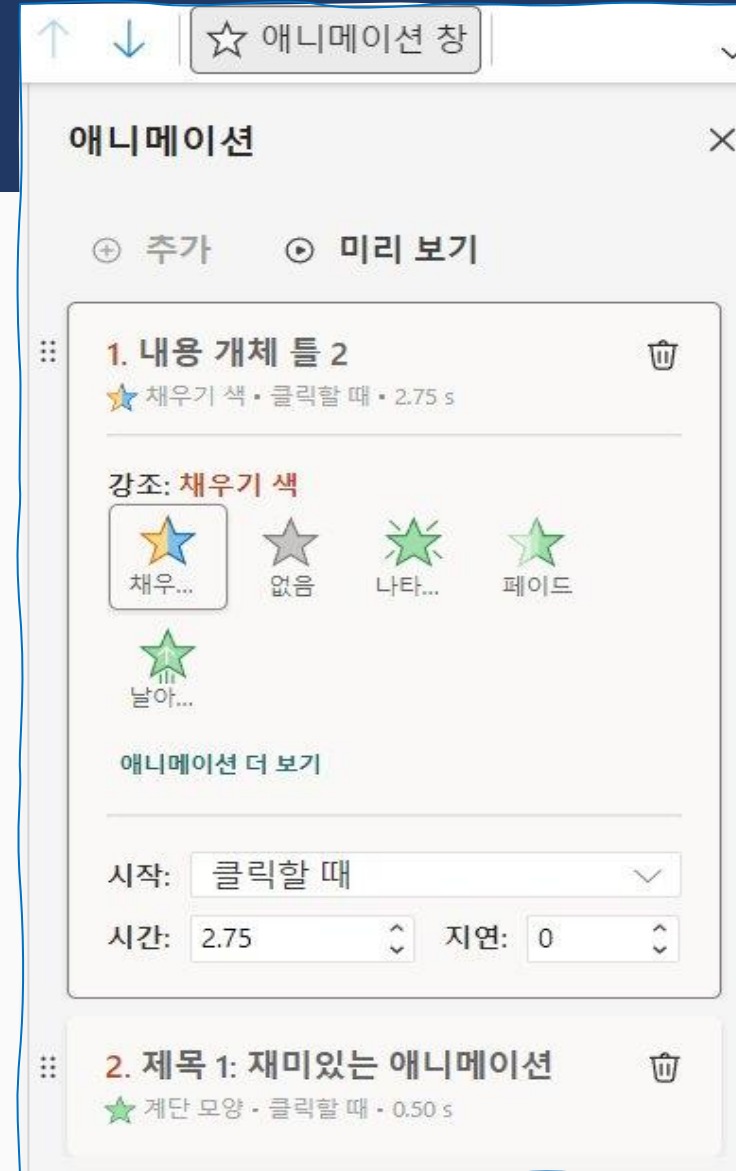 애니메이션 창
애니메이션
추가 미리 보기
1. 내용 개체 틀 2
채우기 색 • 클릭할 때 • 2.75 s
강조: 채우기 색
채우... 없음 나타... 페이드
날아...
애니메이션 더 보기
시작: 클릭할 때
시간: 2.75 지연: 0
2. 제목 1: 재미있는 애니메이션
계단 모양 • 클릭할 때 • 0.50 s